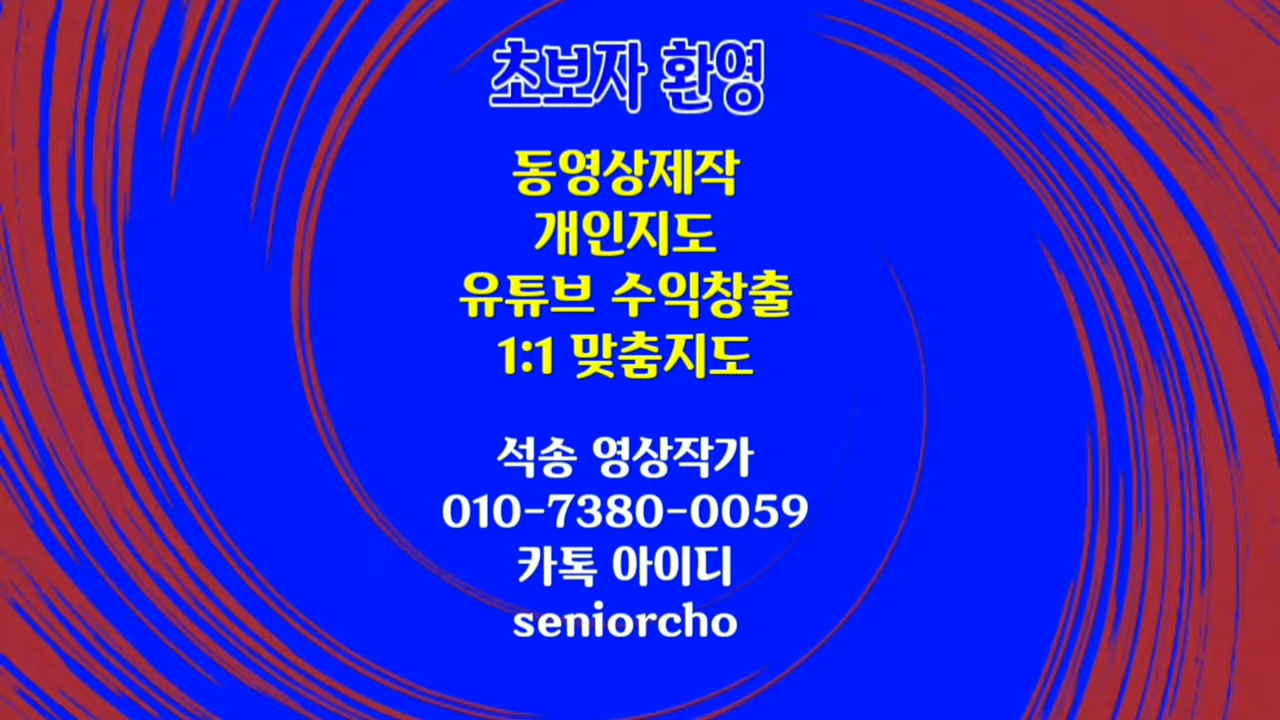 초보자 환영
동영상제작
개인지도
유튜브 수익창출
1:1 맞춤지도
석송 영상작가
010-7380-0059
카톡 아이디
seniorcho